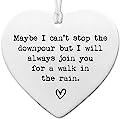 Maybe I can't stop the
downpour but I will
always join you
for a walk in
the rain.